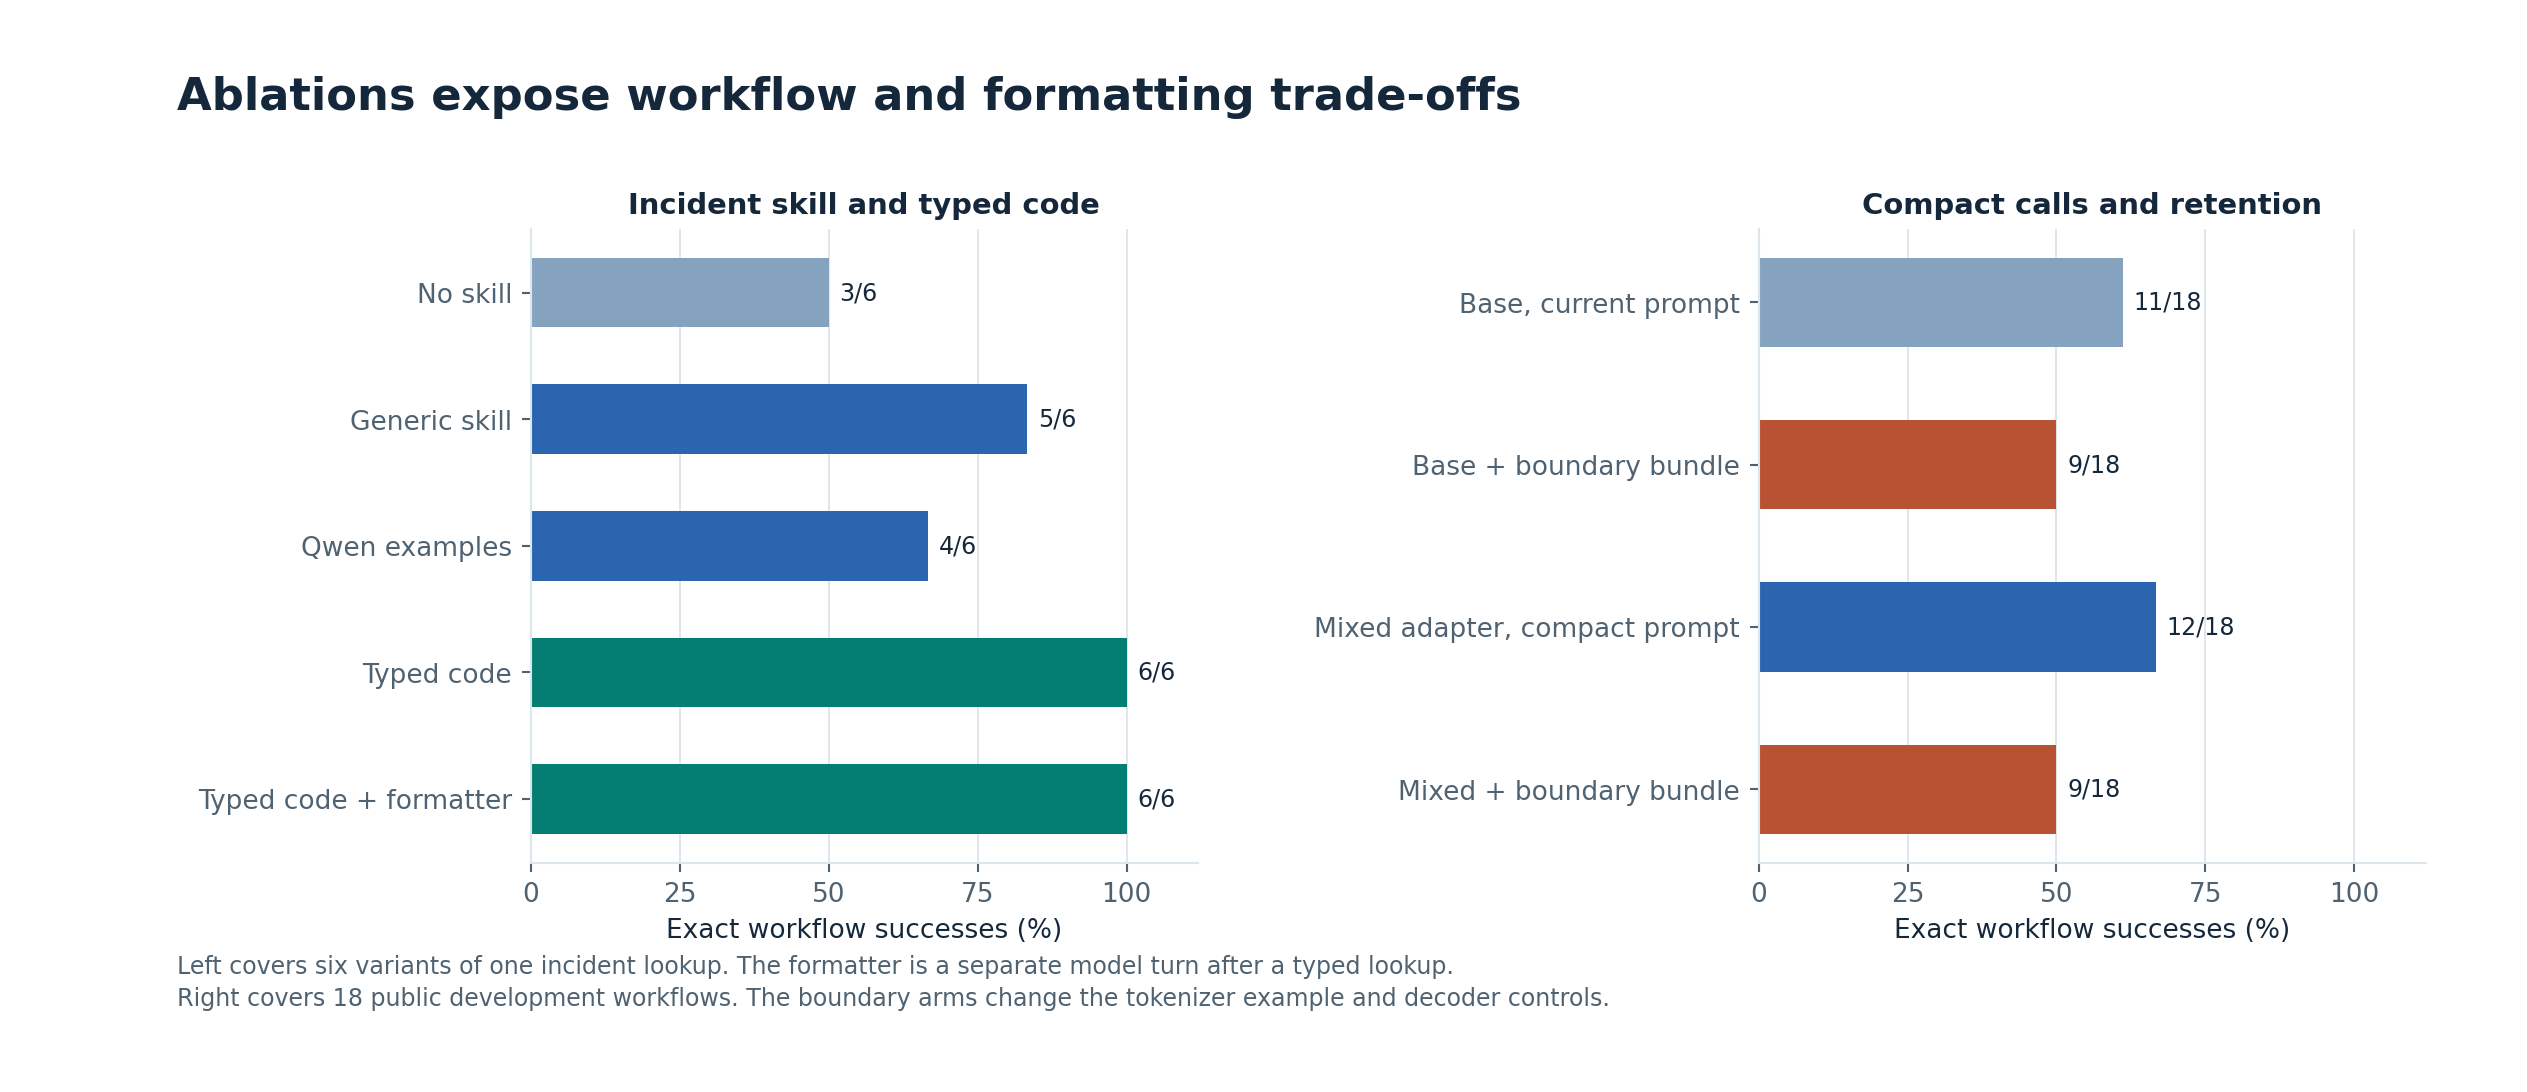 Ablations expose workflow and formatting trade-offs
Incident skill and typed code
No skill
3/6
Generic skill
5/6
Qwen examples
4/6
Typed code
6/6
Typed code + formatter
6/6
0 25 50 75 100
Exact workflow successes (%)
Compact calls and retention
Base, current prompt
11/18
Base + boundary bundle
9/18
Mixed adapter, compact prompt
12/18
Mixed + boundary bundle
9/18
0 25 50 75 100
Exact workflow successes (%)
Left covers six variants of one incident lookup. The formatter is a separate model turn after a typed lookup.
Right covers 18 public development workflows. The boundary arms change the tokenizer example and decoder controls.